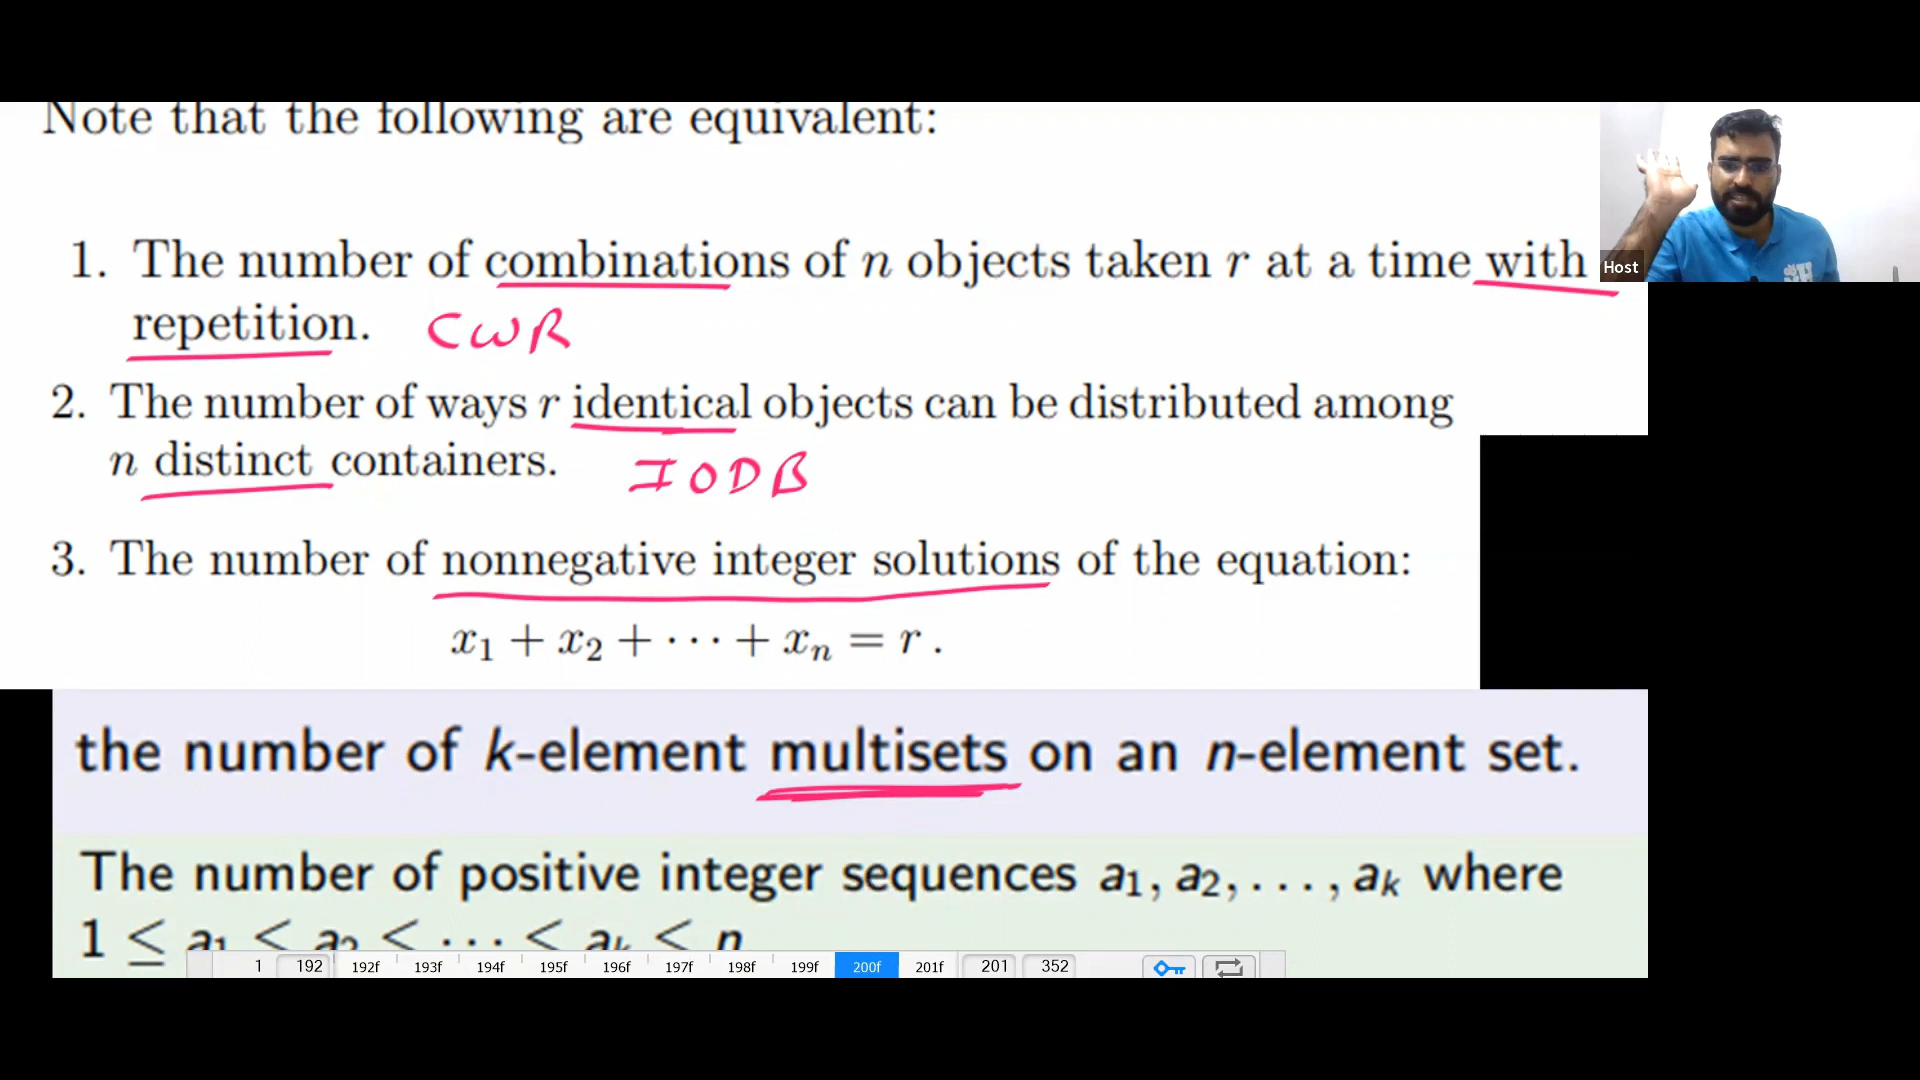 Note that the following are equivalent:
1. The number of combinations of n objects taken r at a time with
repetition. CWR
2. The number of ways r identical objects can be distributed among
n distinct containers. IODB
3. The number of nonnegative integer solutions of the equation:
x₁ + x₂ + · · · + xₙ = r .
the number of k-element multisets on an n-element set.
The number of positive integer sequences a₁, a₂, . . . , aₖ where
1 ≤ a₁ ≤ a₂ ≤ · · · ≤ aₖ ≤ n
Host
1 192 192f 193f 194f 195f 196f 197f 198f 199f 200f 201f 201 352